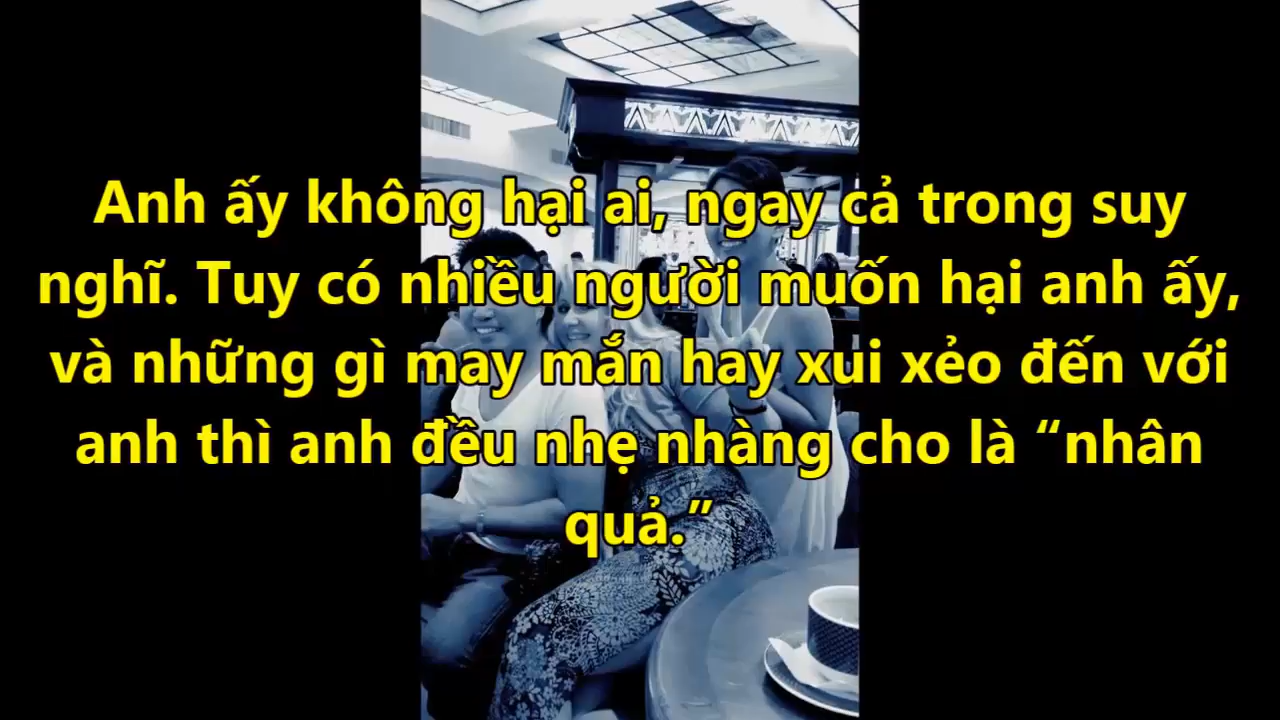 Anh ấy không hại ai, ngay cả trong suy
nghĩ. Tuy có nhiều người muốn hại anh ấy,
và những gì may mắn hay xui xẻo đến với
anh thì anh đều nhẹ nhàng cho là “nhân
quả.”